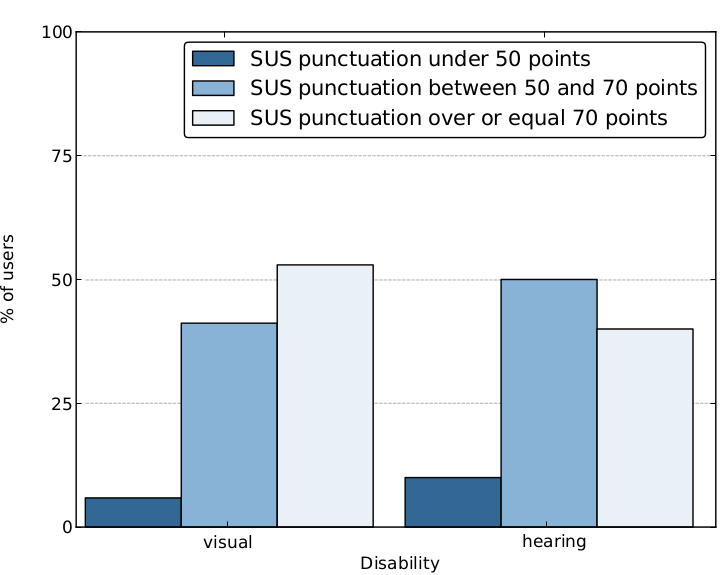 100
SUS punctuation under 50 points
SUS punctuation between 50 and 70 points
SUS punctuation over or equal 70 points
75
% of users
50
25
0
visual
hearing
Disability